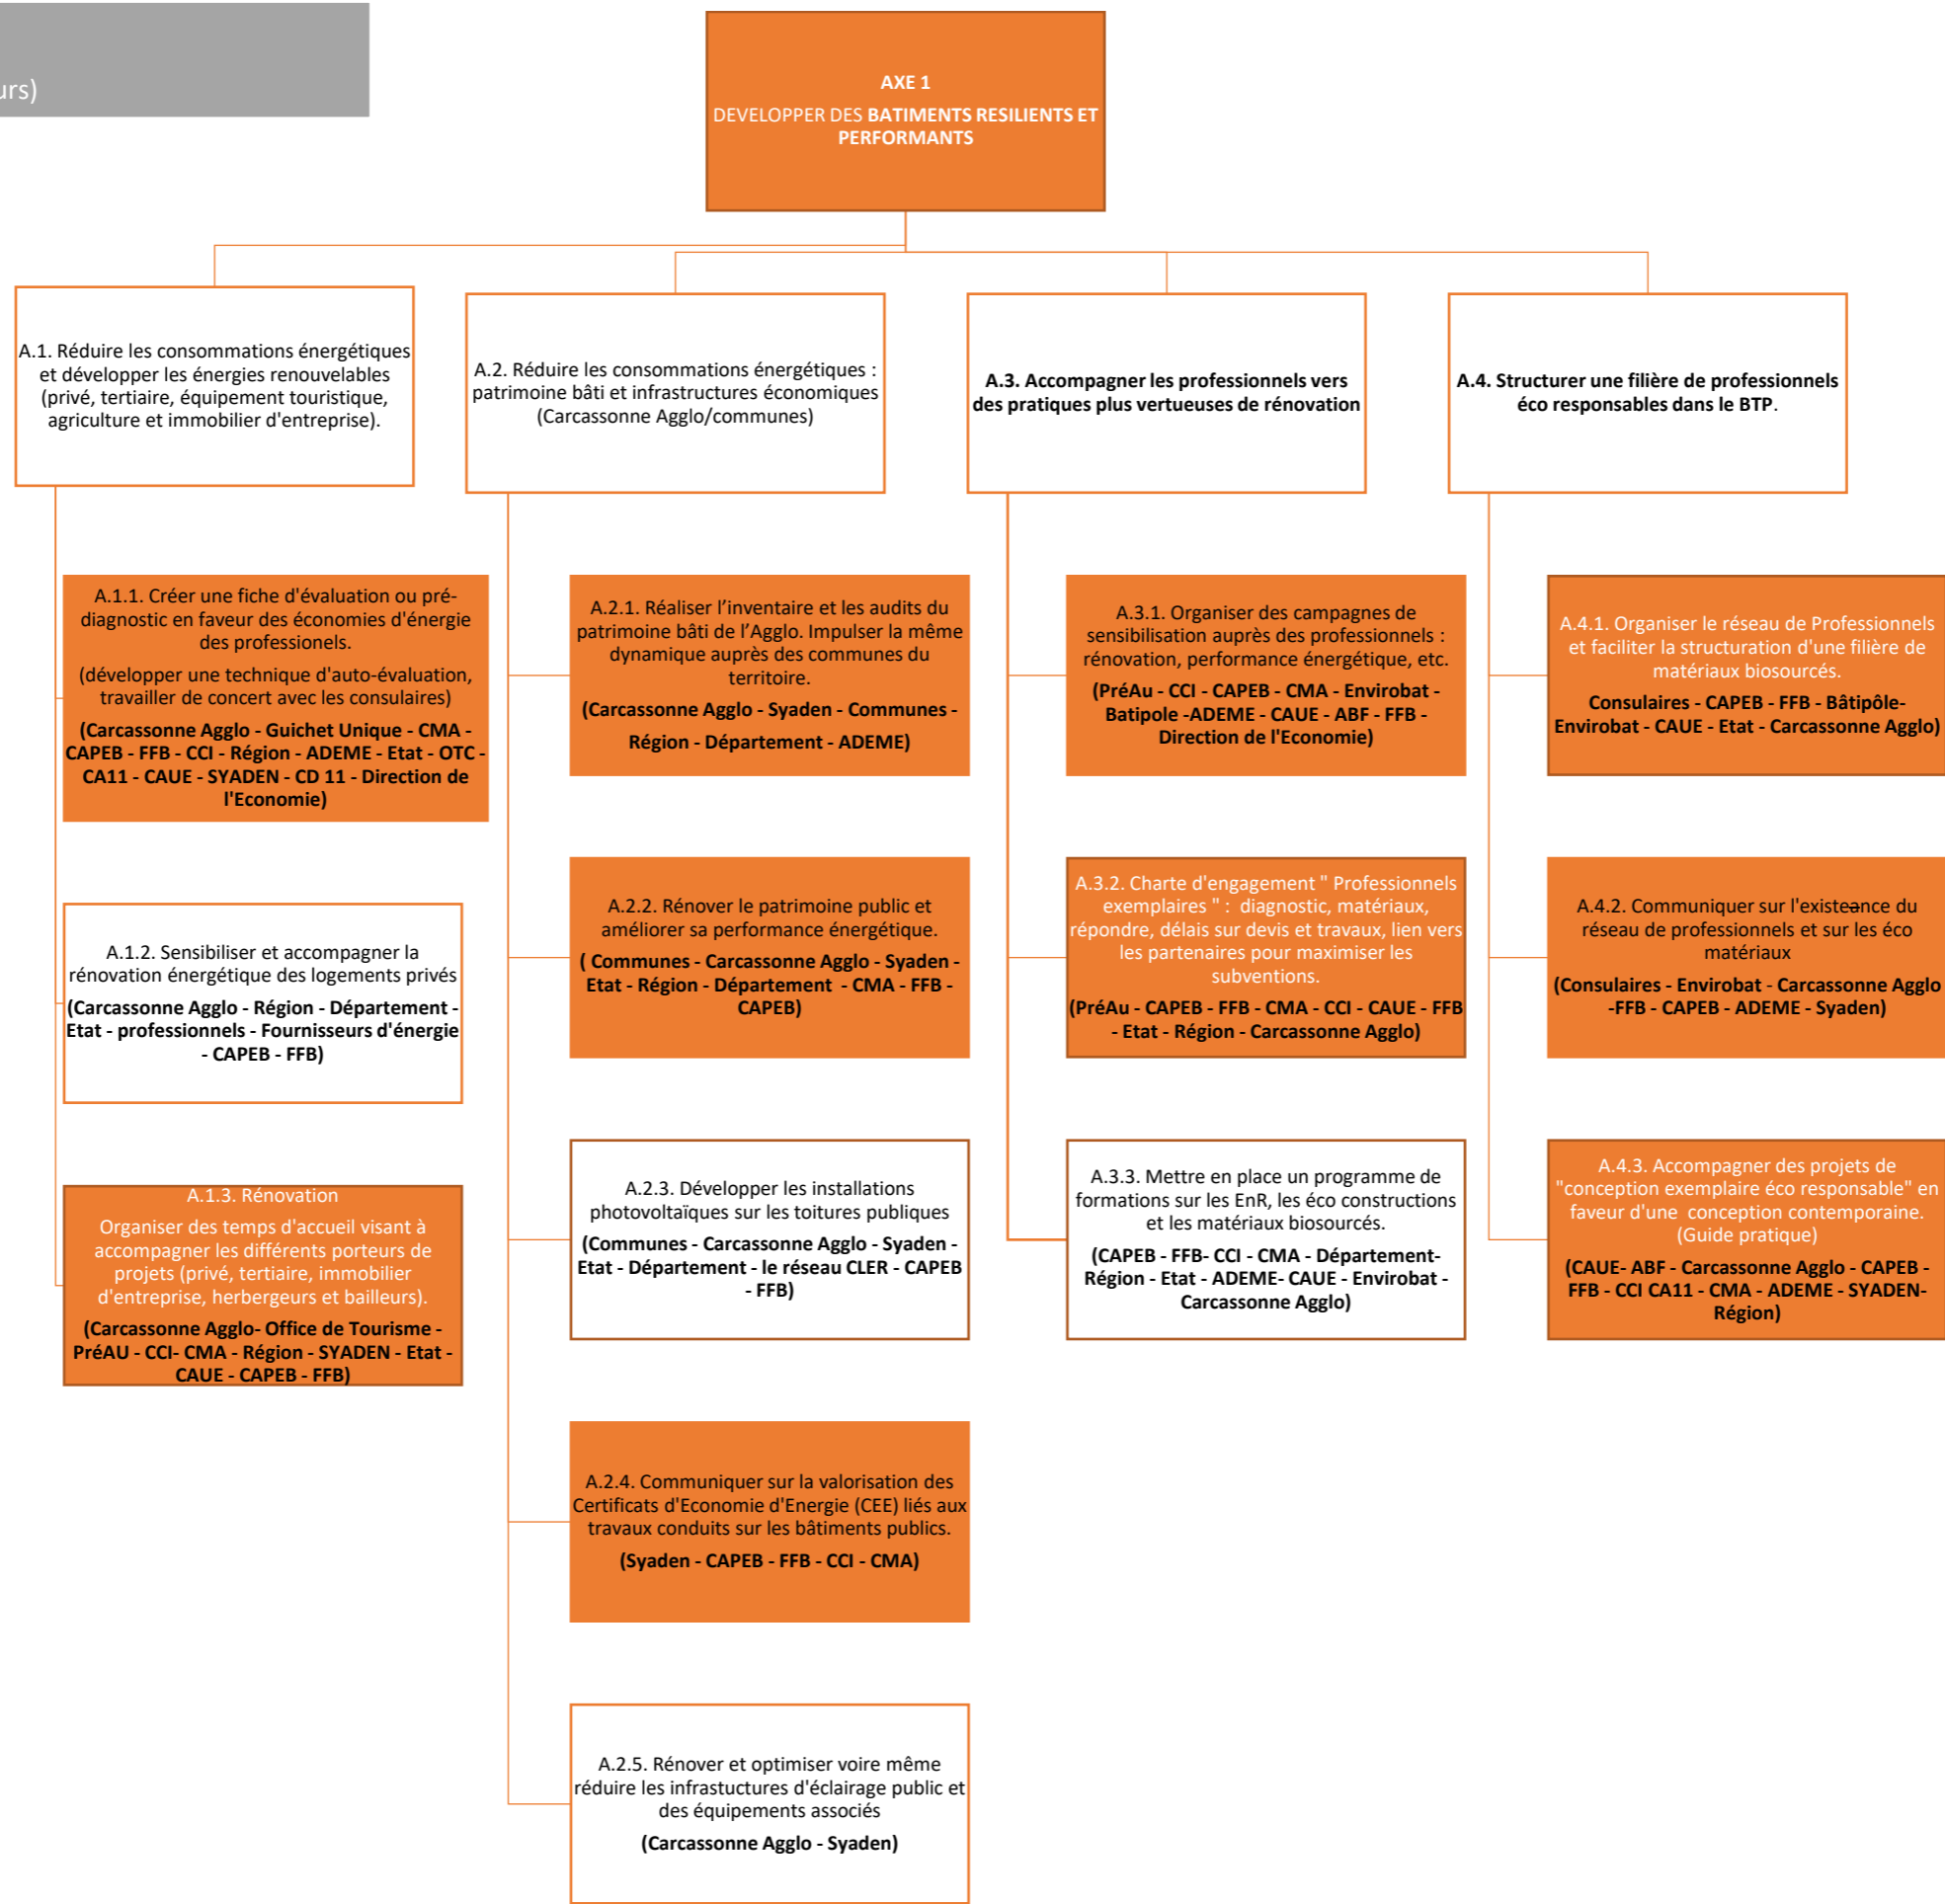 urs)
AXE 1
DEVELOPPER DES BATIMENTS RESILIENTS ET
PERFORMANTS
A.1. Réduire les consommations énergétiques
et développer les énergies renouvelables
(privé, tertiaire, équipement touristique,
agriculture et immobilier d'entreprise).
A.2. Réduire les consommations énergétiques :
patrimoine bâti et infrastructures économiques
(Carcassonne Agglo/communes)
A.3. Accompagner les professionnels vers
des pratiques plus vertueuses de rénovation
A.4. Structurer une filière de professionnels
éco responsables dans le BTP.
A.1.1. Créer une fiche d'évaluation ou pré-
diagnostic en faveur des économies d'énergie
des professionels.
(développer une technique d'auto-évaluation,
travailler de concert avec les consulaires)
(Carcassonne Agglo - Guichet Unique - CMA -
CAPEB - FFB - CCI - Région - ADEME - Etat - OTC -
CA11 - CAUE - SYADEN - CD 11 - Direction de
l'Economie)
A.1.2. Sensibiliser et accompagner la
rénovation énergétique des logements privés
(Carcassonne Agglo - Région - Département -
Etat - professionnels - Fournisseurs d'énergie
- CAPEB - FFB)
A.1.3. Rénovation
Organiser des temps d'accueil visant à
accompagner les différents porteurs de
projets (privé, tertiaire, immobilier
d'entreprise, herbergeurs et bailleurs).
(Carcassonne Agglo- Office de Tourisme -
PréAU - CCI- CMA - Région - SYADEN - Etat -
CAUE - CAPEB - FFB)
A.2.1. Réaliser l’inventaire et les audits du
patrimoine bâti de l’Agglo. Impulser la même
dynamique auprès des communes du
territoire.
(Carcassonne Agglo - Syaden - Communes -
Région - Département - ADEME)
A.2.2. Rénover le patrimoine public et
améliorer sa performance énergétique.
( Communes - Carcassonne Agglo - Syaden -
Etat - Région - Département - CMA - FFB -
CAPEB)
A.2.3. Développer les installations
photovoltaïques sur les toitures publiques
(Communes - Carcassonne Agglo - Syaden -
Etat - Département - le réseau CLER - CAPEB
- FFB)
A.2.4. Communiquer sur la valorisation des
Certificats d'Economie d'Energie (CEE) liés aux
travaux conduits sur les bâtiments publics.
(Syaden - CAPEB - FFB - CCI - CMA)
A.2.5. Rénover et optimiser voire même
réduire les infrastuctures d'éclairage public et
des équipements associés
(Carcassonne Agglo - Syaden)
A.3.1. Organiser des campagnes de
sensibilisation auprès des professionnels :
rénovation, performance énergétique, etc.
(PréAu - CCI - CAPEB - CMA - Envirobat -
Batipole -ADEME - CAUE - ABF - FFB -
Direction de l'Economie)
A.3.2. Charte d'engagement " Professionnels
exemplaires " : diagnostic, matériaux,
répondre, délais sur devis et travaux, lien vers
les partenaires pour maximiser les
subventions.
(PréAu - CAPEB - FFB - CMA - CCI - CAUE - FFB
- Etat - Région - Carcassonne Agglo)
A.3.3. Mettre en place un programme de
formations sur les EnR, les éco constructions
et les matériaux biosourcés.
(CAPEB - FFB- CCI - CMA - Département-
Région - Etat - ADEME- CAUE - Envirobat -
Carcassonne Agglo)
A.4.1. Organiser le réseau de Professionnels
et faciliter la structuration d'une filière de
matériaux biosourcés.
Consulaires - CAPEB - FFB - Bâtipôle-
Envirobat - CAUE - Etat - Carcassonne Agglo)
A.4.2. Communiquer sur l'existeance du
réseau de professionnels et sur les éco
matériaux
(Consulaires - Envirobat - Carcassonne Agglo
-FFB - CAPEB - ADEME - Syaden)
A.4.3. Accompagner des projets de
"conception exemplaire éco responsable" en
faveur d'une conception contemporaine.
(Guide pratique)
(CAUE- ABF - Carcassonne Agglo - CAPEB -
FFB - CCI CA11 - CMA - ADEME - SYADEN-
Région)